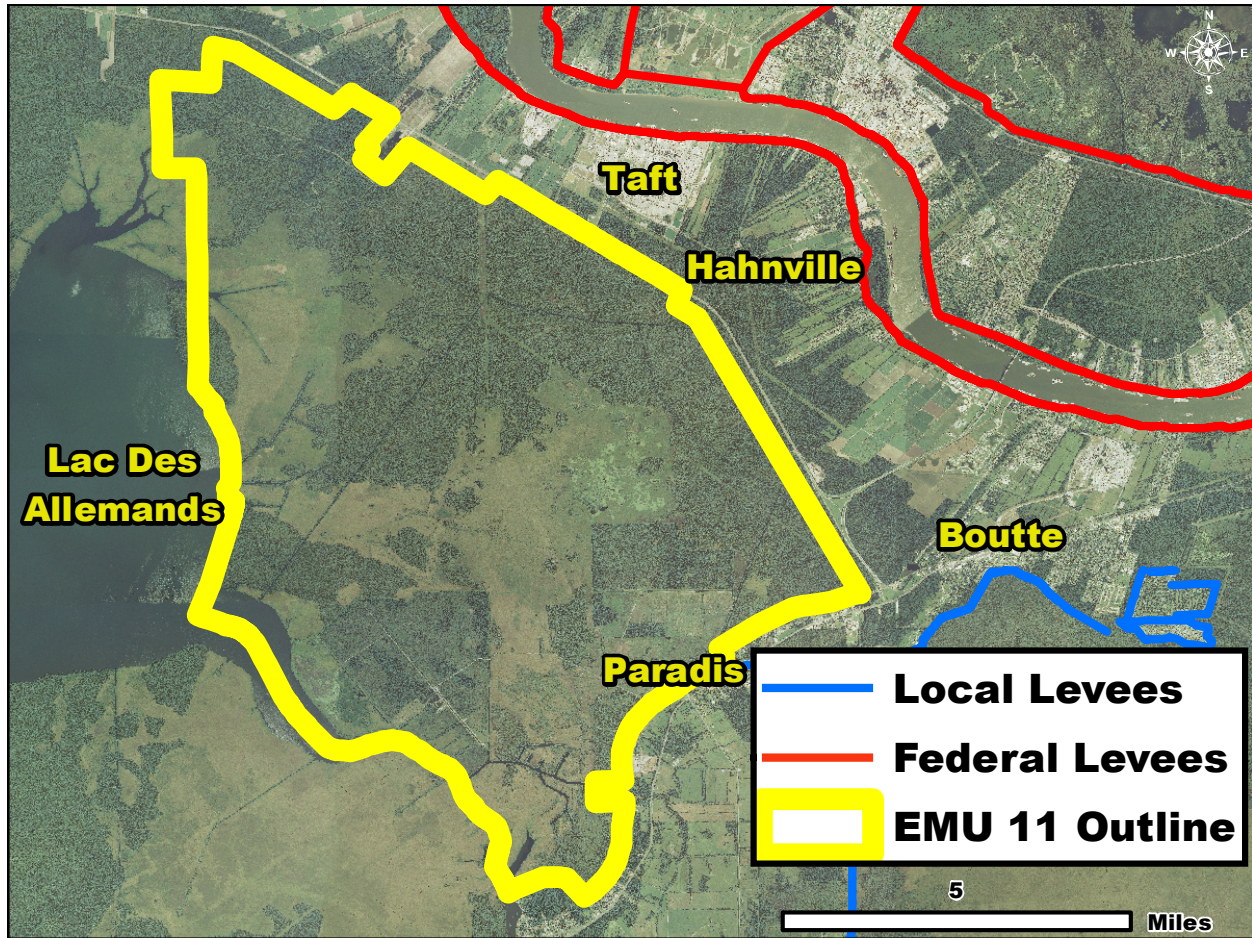 N
W E
S
Taft
Hahnville
Lac Des
Allemands
Boutte
Paradis
Local Levees
Federal Levees
EMU 11 Outline
5
Miles